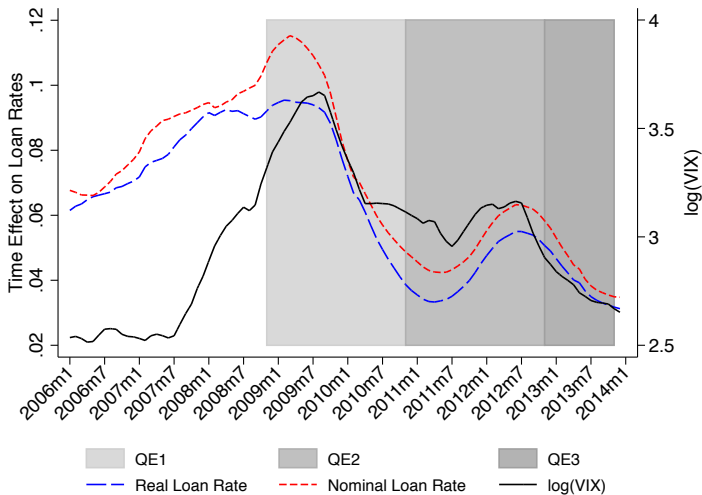 Time Effect on Loan Rates
.12
.1
.08
.06
.04
.02
4
3.5
3
2.5
log(VIX)
2006m1
2006m7
2007m1
2007m7
2008m1
2008m7
2009m1
2009m7
2010m1
2010m7
2011m1
2011m7
2012m1
2012m7
2013m1
2013m7
2014m1
QE1 QE2 QE3
Real Loan Rate Nominal Loan Rate log(VIX)